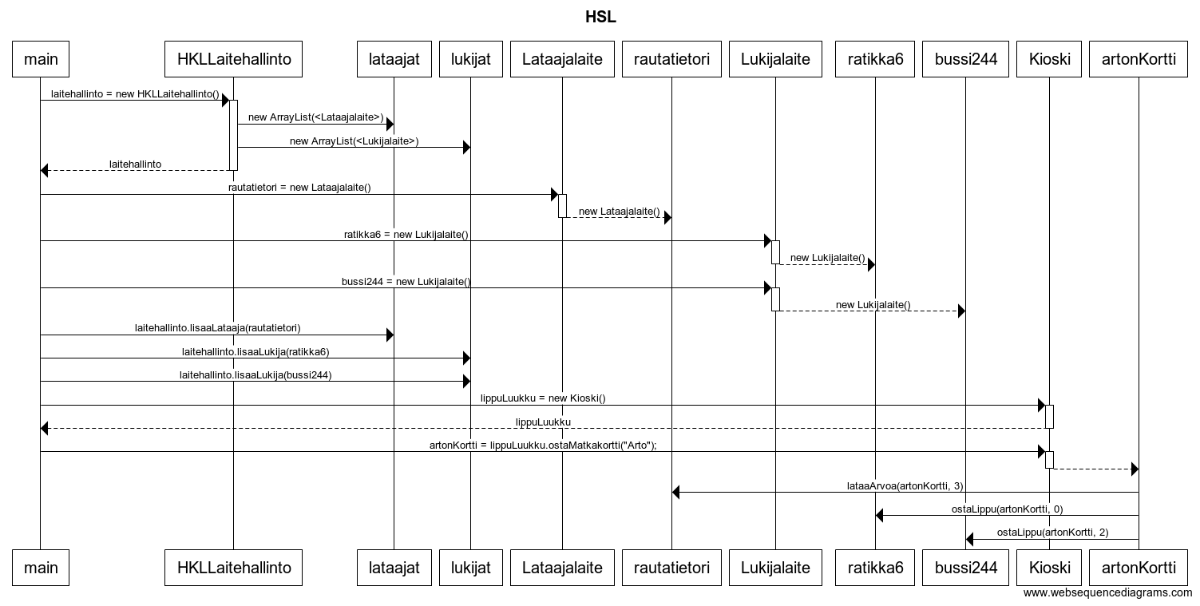 HSL
main HKLLaitehallinto lataajat lukijat Lataajalaite rautatietori Lukijalaite ratikka6 bussi244 Kioski artonKortti
laitehallinto = new HKLLaitehallinto()
new ArrayList(<Lataajalaite>)
new ArrayList(<Lukijalaite>)
laitehallinto
rautatietori = new Lataajalaite()
new Lataajalaite()
ratikka6 = new Lukijalaite()
new Lukijalaite()
bussi244 = new Lukijalaite()
new Lukijalaite()
laitehallinto.lisaaLataaja(rautatietori)
laitehallinto.lisaaLukija(ratikka6)
laitehallinto.lisaaLukija(bussi244)
lippuLuukku = new Kioski()
lippuLuukku
artonKortti = lippuLuukku.ostaMatkakortti("Arto");
lataaArvoa(artonKortti, 3)
ostaLippu(artonKortti, 0)
ostaLippu(artonKortti, 2)
main HKLLaitehallinto lataajat lukijat Lataajalaite rautatietori Lukijalaite ratikka6 bussi244 Kioski artonKortti
www.websequencediagrams.com